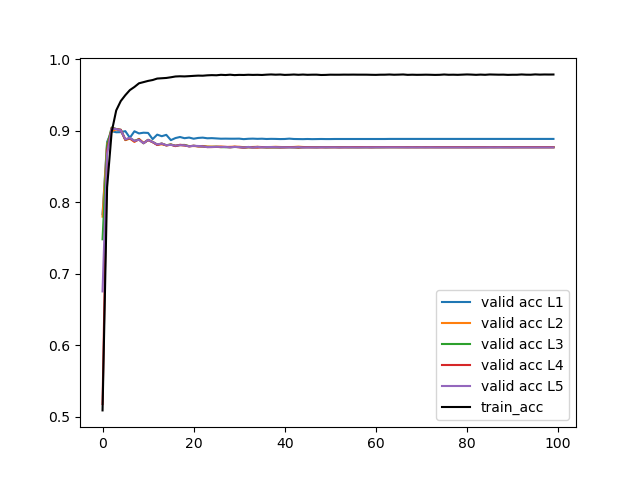 1.0
0.9
0.8
0.7
0.6
0.5
0
20
40
60
80
100
valid acc L1
valid acc L2
valid acc L3
valid acc L4
valid acc L5
train_acc